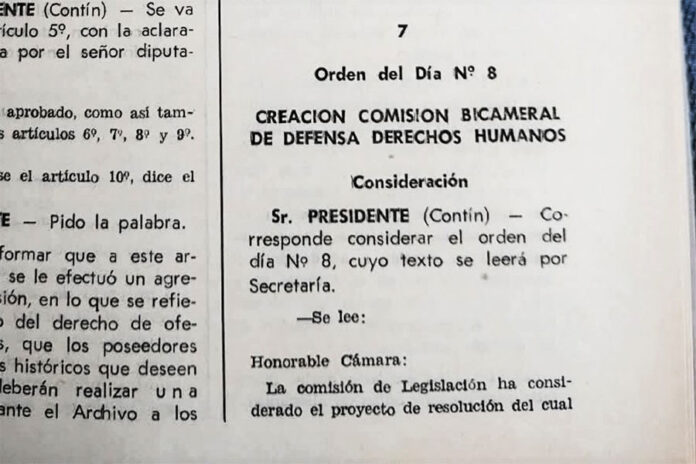 ENTE (Contín) — Se va
ículo 5º, con la aclara-
a por el señor diputa-
aprobado, como así tam-
s artículos 6º, 7º, 8º y 9º.
se el artículo 10º, dice el
TE — Pido la palabra.
formar que a este ar-
se le efectuó un agre-
sión, en lo que se refie-
o del derecho de ofe-
s, que los poseedores
s históricos que deseen
deberán realizar una
ante el Archivo a los
7
Orden del Día Nº 8
CREACION COMISION BICAMERAL
DE DEFENSA DERECHOS HUMANOS
Consideración
Sr. PRESIDENTE (Contín) — Co-
rresponde considerar el orden del
día Nº 8, cuyo texto se leerá por
Secretaría.
—Se lee:
Honorable Cámara:
La comisión de Legislación ha consi-
derado el proyecto de resolución del cual